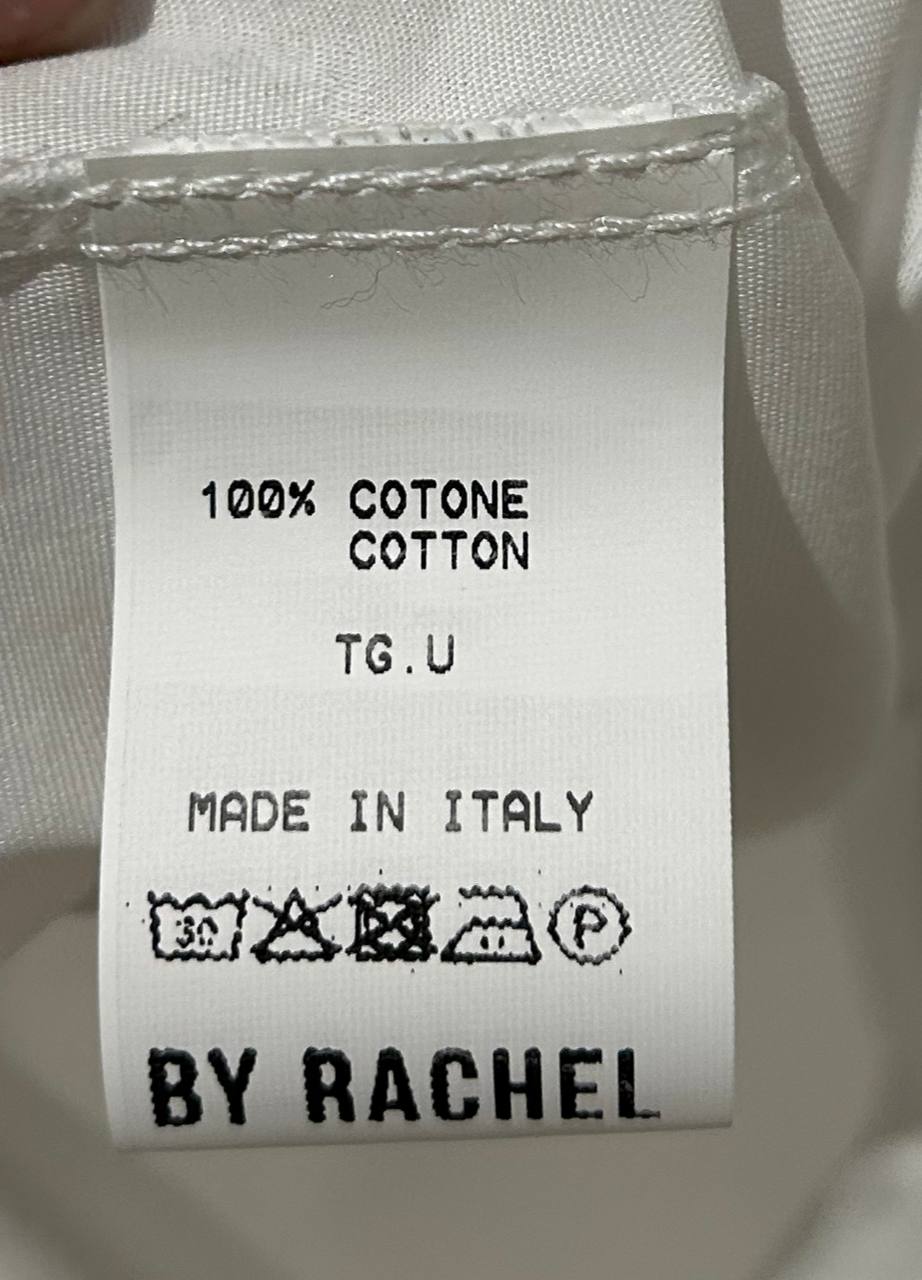 100% COTONE
COTTON
TG.U
MADE IN ITALY
30 P
BY RACHEL